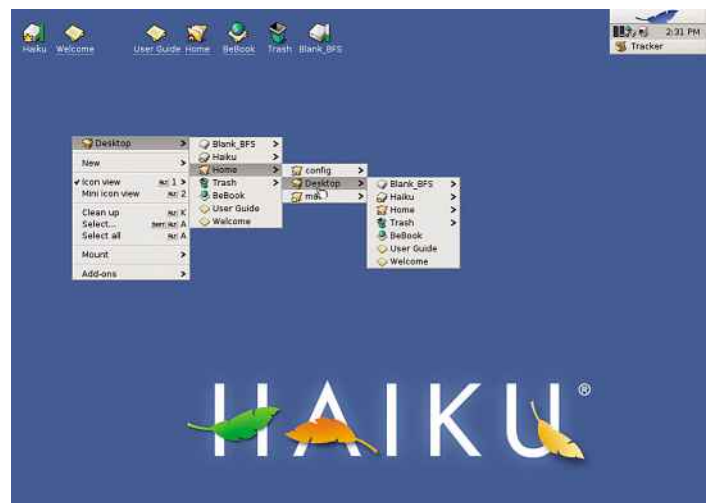 Haiku Welcome User Guide Home BeBook Trash Blank_BFS
2:31 PM
Tracker
Desktop
New
Icon view 1
Mini icon view 2
Clean up K
Select... A
Select all A
Mount
Add-ons
Blank_BFS
Haiku
Home
Trash
BeBook
User Guide
Welcome
config
Desktop
Blank_BFS
Haiku
Home
Trash
BeBook
User Guide
Welcome
HAIKU®